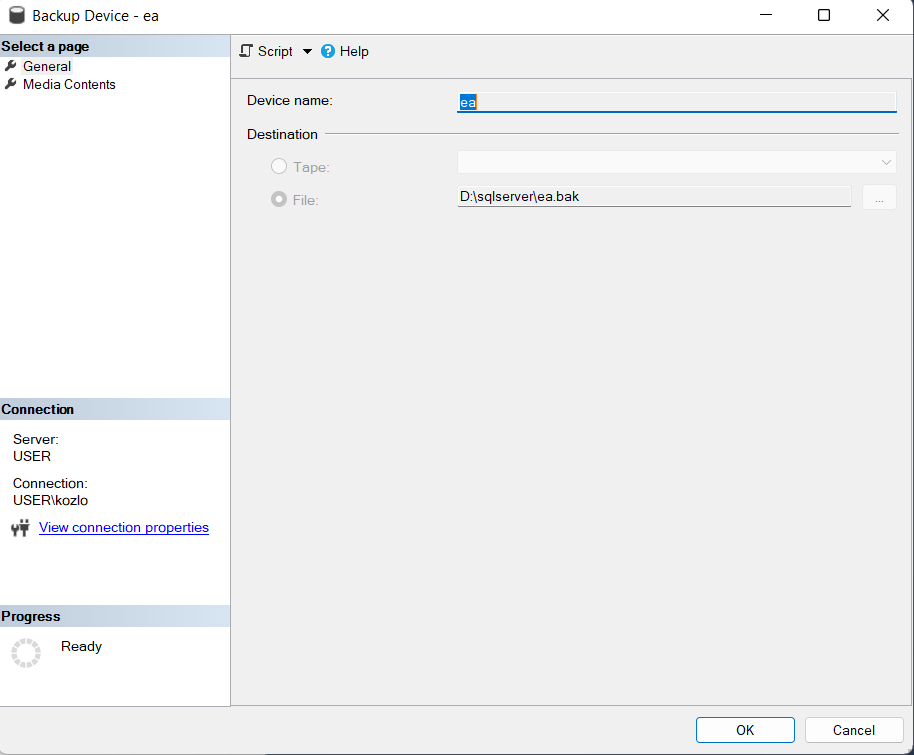 Backup Device - ea
Select a page
General
Media Contents
Script
Help
Device name:
ea
Destination
Tape:
File:
D:\sqlserver\ea.bak
...
Connection
Server:
USER
Connection:
USER\kozlo
View connection properties
Progress
Ready
OK
Cancel